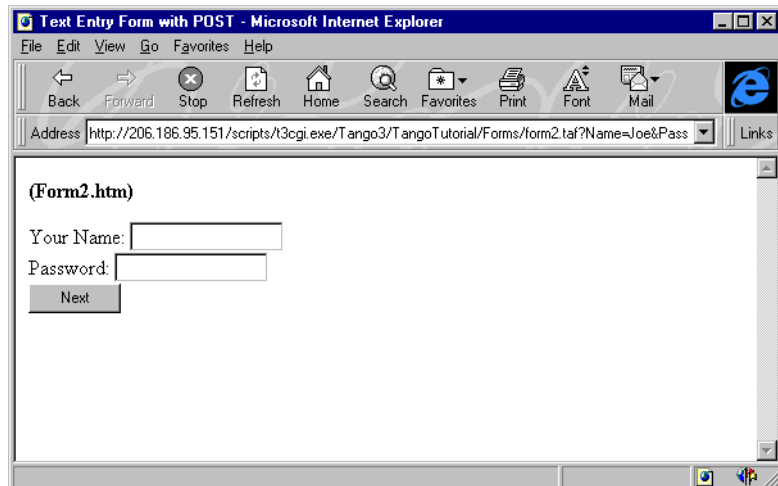 Text Entry Form with POST - Microsoft Internet Explorer
File Edit View Go Favorites Help
Back Forward Stop Refresh Home Search Favorites Print Font Mail
Address http://206.186.95.151/scripts/t3cgi.exe/Tango3/TangoTutorial/Forms/form2.taf?Name=Joe&Pass Links
(Form2.htm)
Your Name:
Password:
Next